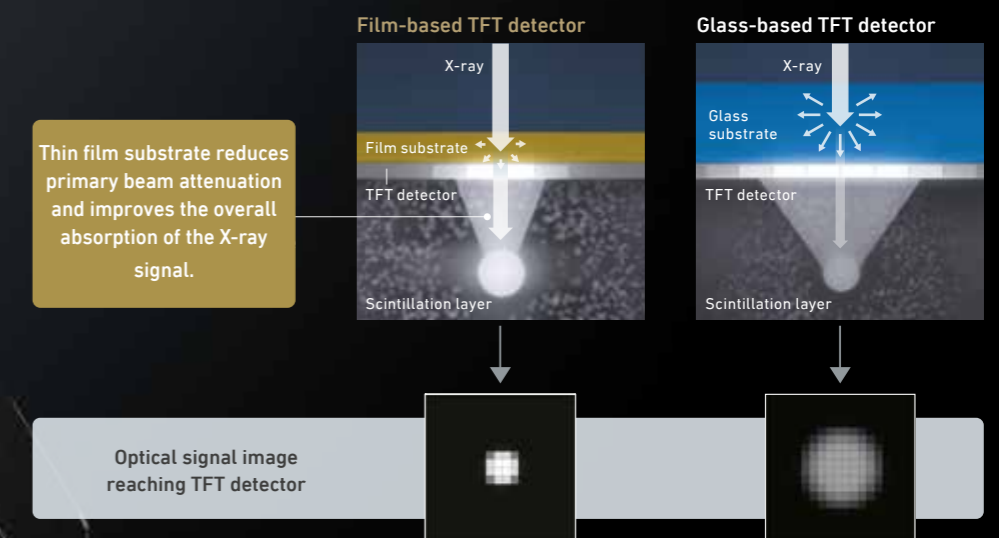 Film-based TFT detector
Glass-based TFT detector
Thin film substrate reduces
primary beam attenuation
and improves the overall
absorption of the X-ray
signal.
X-ray
Film substrate
TFT detector
Scintillation layer
X-ray
Glass
substrate
TFT detector
Scintillation layer
Optical signal image
reaching TFT detector